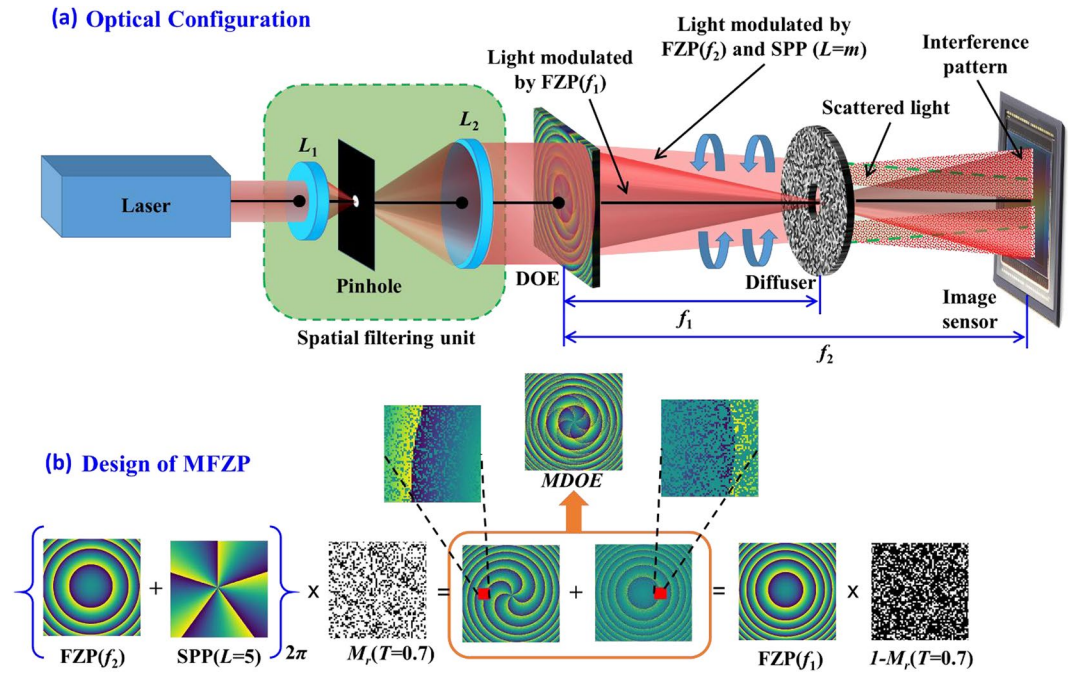 (a) Optical Configuration
Light modulated by
FZP(f₂) and SPP (L=m)
Interference
pattern
Light modulated
by FZP(f₁)
Scattered light
L₁
L₂
Laser
Pinhole
DOE
Diffuser
Image
sensor
Spatial filtering unit
f₁
f₂
(b) Design of MFZP
MDOE
{ + } 2π x = + = x
FZP(f₂)
SPP(L=5)
Mᵣ(T=0.7)
FZP(f₁)
1-Mᵣ(T=0.7)